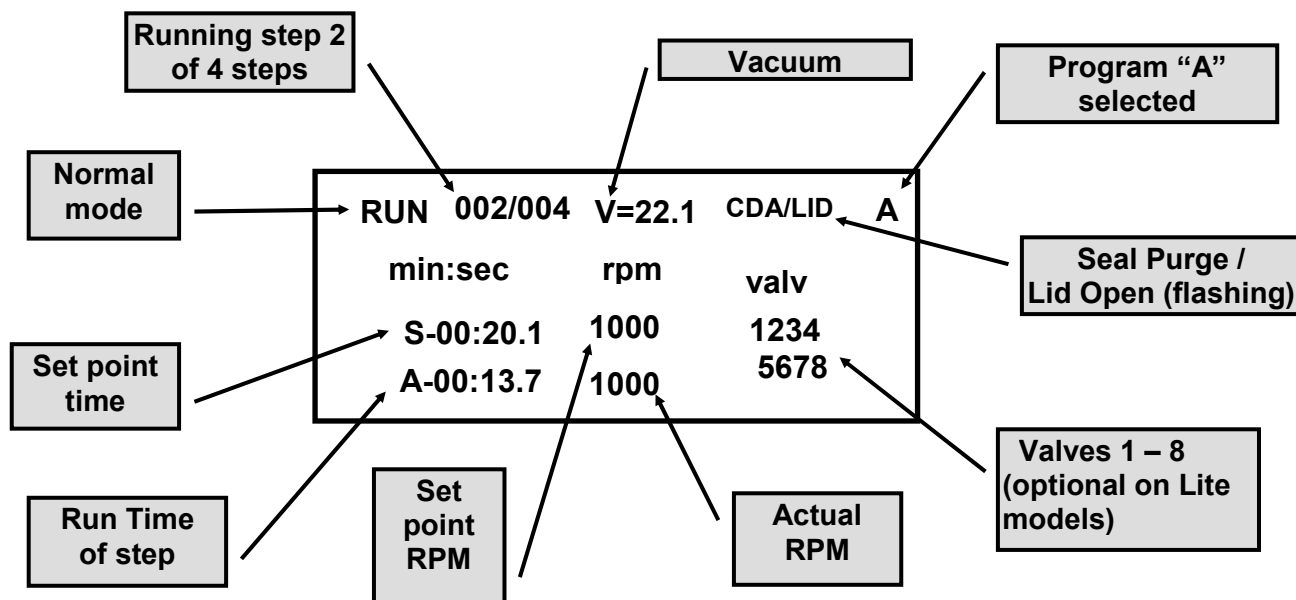 Running step 2
of 4 steps
Vacuum
Program “A”
selected
Normal
mode
RUN 002/004 V=22.1 CDA/LID A
min:sec rpm valv
Seal Purge /
Lid Open (flashing)
S-00:20.1 1000 1234
5678
A-00:13.7 1000
Set point
time
Valves 1 – 8
(optional on Lite
models)
Run Time
of step
Set
point
RPM
Actual
RPM